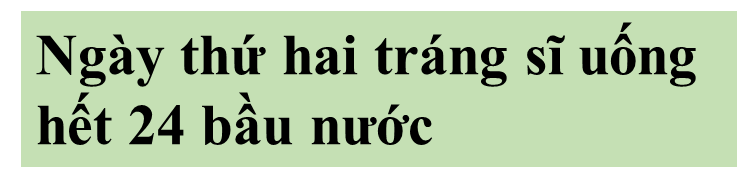 Ngày thứ hai tráng sĩ uống
hết 24 bầu nước